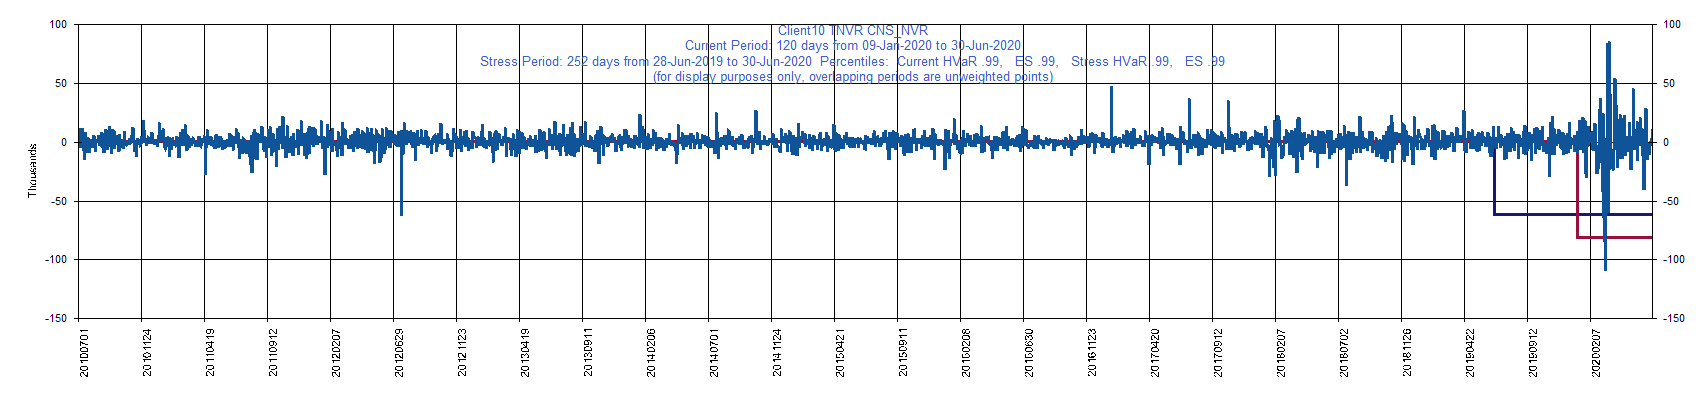 Client10 TNVR CNS_NVR
Current Period: 120 days from 09-Jan-2020 to 30-Jun-2020
Stress Period: 252 days from 28-Jun-2019 to 30-Jun-2020 Percentiles: Current HVaR .99, ES .99, Stress HVaR .99, ES .99
(for display purposes only, overlapping periods are unweighted points)
100 100
50 50
0 0
-50 -50
-100 -100
-150 -150
Thousands
20100701 20101124 20110419 20110912 20120207 20120629 20121123 20130419 20130911 20140206 20140701 20141124 20150421 20150911 20160208 20160630 20161123 20170420 20170912 20180207 20180702 20181126 20190422 20190912 20200207